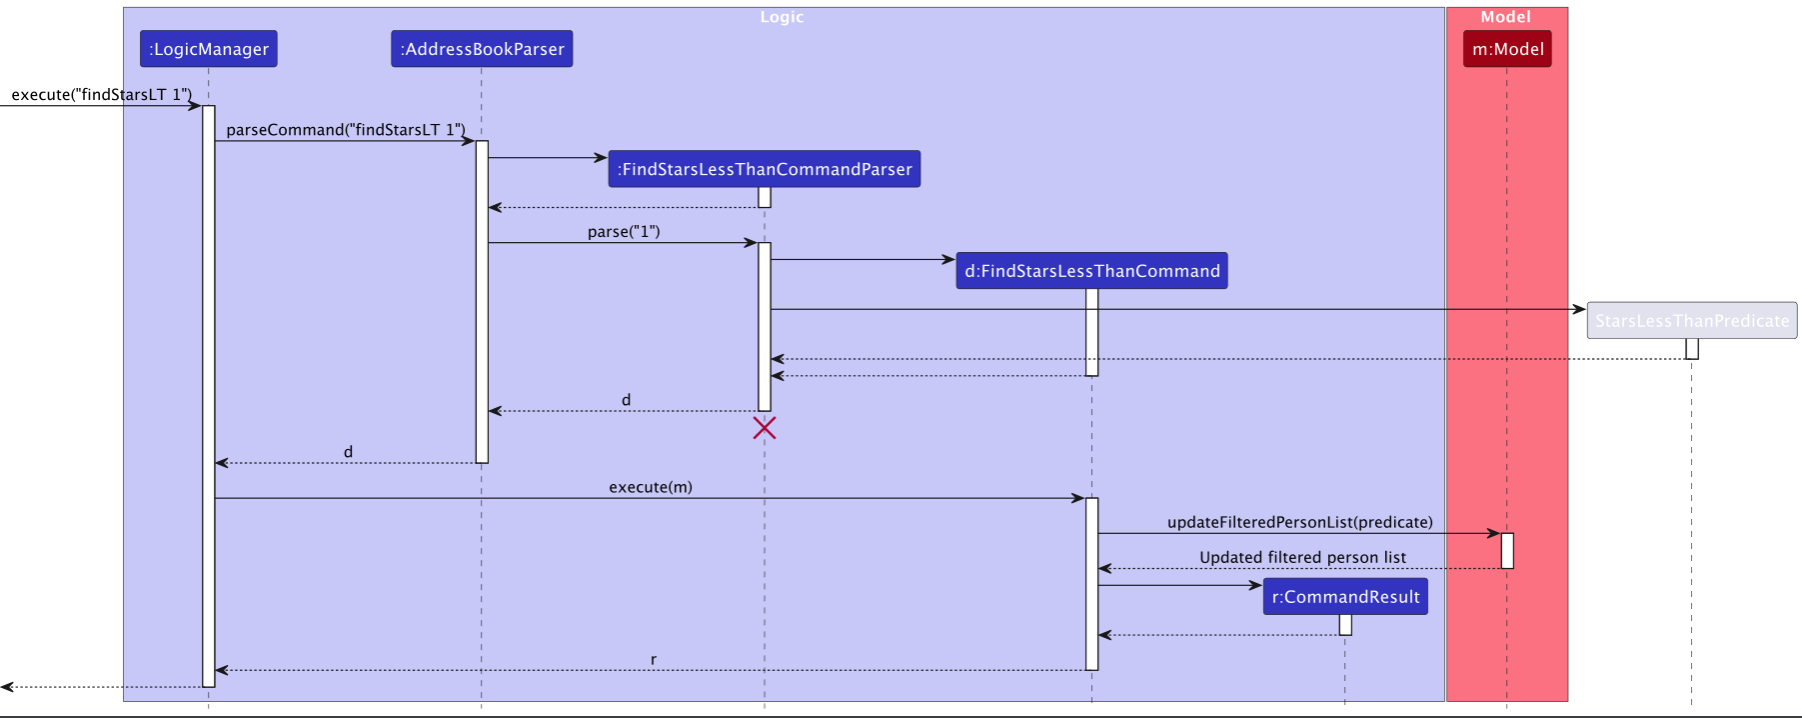 Logic
Model
:LogicManager
:AddressBookParser
m:Model
execute("findStarsLT 1")
parseCommand("findStarsLT 1")
:FindStarsLessThanCommandParser
parse("1")
d:FindStarsLessThanCommand
StarsLessThanPredicate
d
d
execute(m)
updateFilteredPersonList(predicate)
Updated filtered person list
r:CommandResult
r